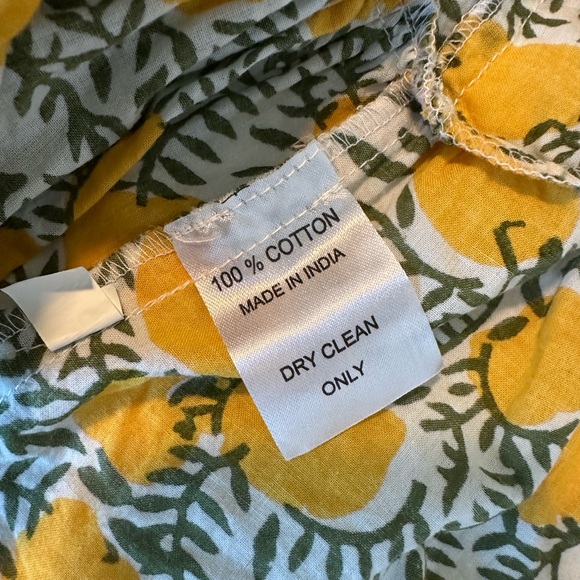 100 % COTTON
MADE IN INDIA
DRY CLEAN
ONLY